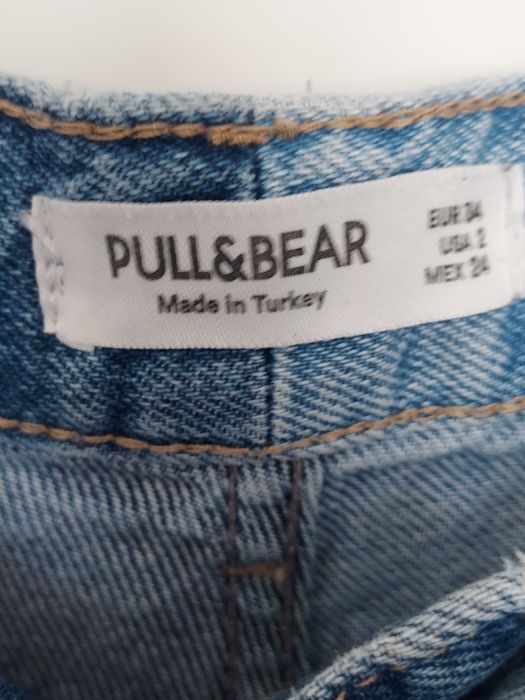 PULL&BEAR
Made in Turkey
EUR 34
USA 2
MEX 24